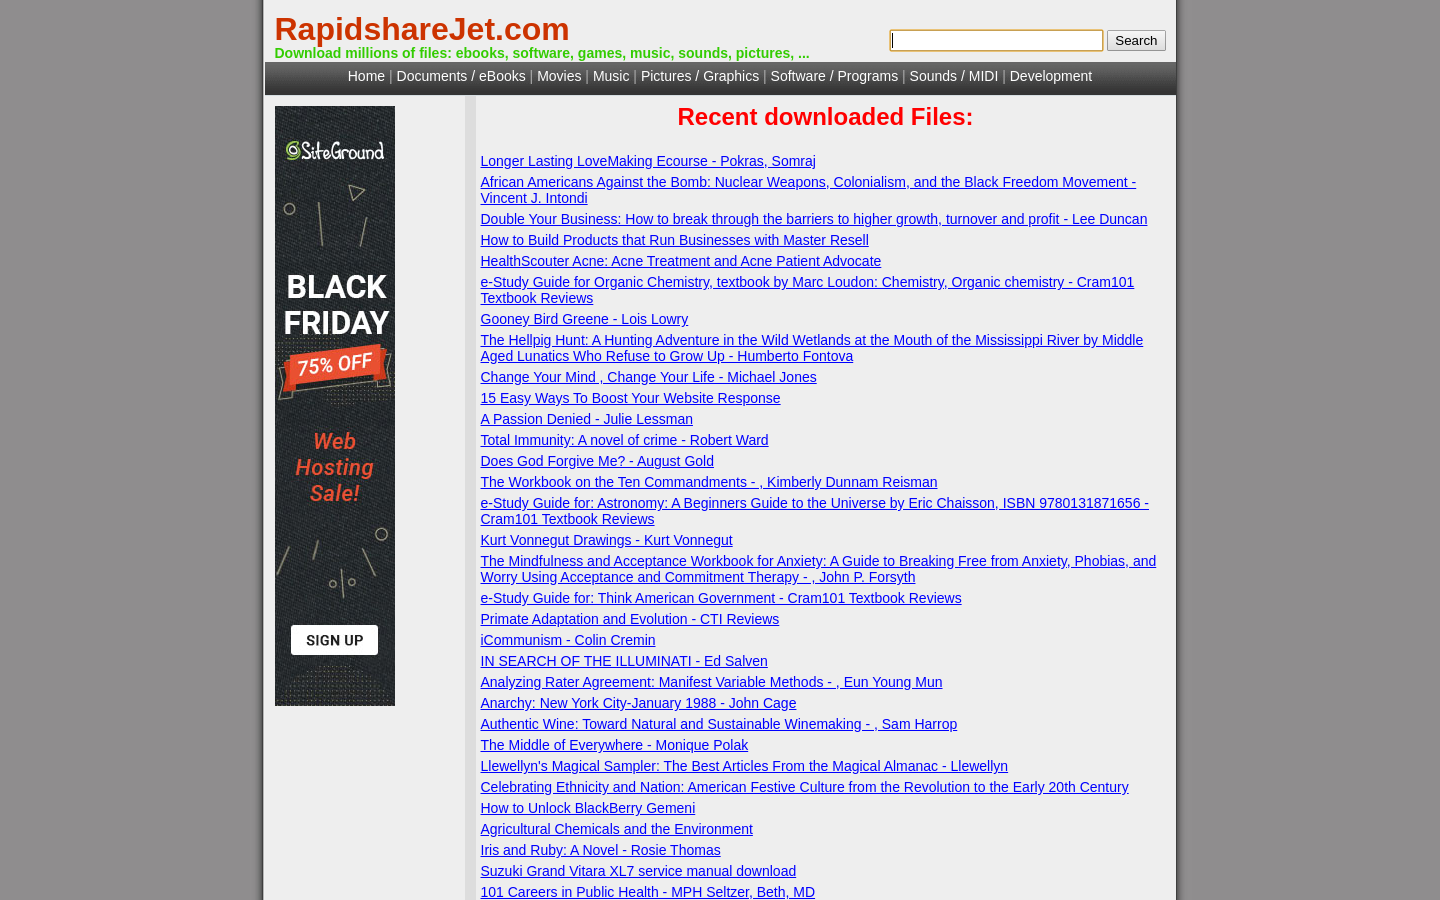 RapidshareJet.com
Download millions of files: ebooks, software, games, music, sounds, pictures, ...
Search
Home | Documents / eBooks | Movies | Music | Pictures / Graphics | Software / Programs | Sounds / MIDI | Development
SiteGround
BLACK
FRIDAY
75% OFF
Web
Hosting
Sale!
SIGN UP
Recent downloaded Files:
Longer Lasting LoveMaking Ecourse - Pokras, Somraj
African Americans Against the Bomb: Nuclear Weapons, Colonialism, and the Black Freedom Movement -
Vincent J. Intondi
Double Your Business: How to break through the barriers to higher growth, turnover and profit - Lee Duncan
How to Build Products that Run Businesses with Master Resell
HealthScouter Acne: Acne Treatment and Acne Patient Advocate
e-Study Guide for Organic Chemistry, textbook by Marc Loudon: Chemistry, Organic chemistry - Cram101
Textbook Reviews
Gooney Bird Greene - Lois Lowry
The Hellpig Hunt: A Hunting Adventure in the Wild Wetlands at the Mouth of the Mississippi River by Middle
Aged Lunatics Who Refuse to Grow Up - Humberto Fontova
Change Your Mind , Change Your Life - Michael Jones
15 Easy Ways To Boost Your Website Response
A Passion Denied - Julie Lessman
Total Immunity: A novel of crime - Robert Ward
Does God Forgive Me? - August Gold
The Workbook on the Ten Commandments - , Kimberly Dunnam Reisman
e-Study Guide for: Astronomy: A Beginners Guide to the Universe by Eric Chaisson, ISBN 9780131871656 -
Cram101 Textbook Reviews
Kurt Vonnegut Drawings - Kurt Vonnegut
The Mindfulness and Acceptance Workbook for Anxiety: A Guide to Breaking Free from Anxiety, Phobias, and
Worry Using Acceptance and Commitment Therapy - , John P. Forsyth
e-Study Guide for: Think American Government - Cram101 Textbook Reviews
Primate Adaptation and Evolution - CTI Reviews
iCommunism - Colin Cremin
IN SEARCH OF THE ILLUMINATI - Ed Salven
Analyzing Rater Agreement: Manifest Variable Methods - , Eun Young Mun
Anarchy: New York City-January 1988 - John Cage
Authentic Wine: Toward Natural and Sustainable Winemaking - , Sam Harrop
The Middle of Everywhere - Monique Polak
Llewellyn's Magical Sampler: The Best Articles From the Magical Almanac - Llewellyn
Celebrating Ethnicity and Nation: American Festive Culture from the Revolution to the Early 20th Century
How to Unlock BlackBerry Gemeni
Agricultural Chemicals and the Environment
Iris and Ruby: A Novel - Rosie Thomas
Suzuki Grand Vitara XL7 service manual download
101 Careers in Public Health - MPH Seltzer, Beth, MD